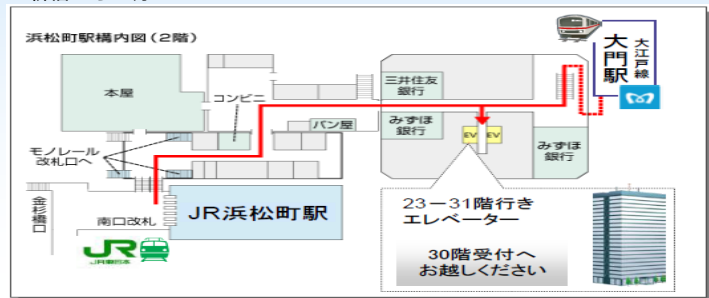 浜松町駅構内図(2階)
本屋
コンビニ
パン屋
三井住友
銀行
みずほ
銀行
EV
EV
みずほ
銀行
大門駅
大江戸線
モノレール
改札口へ
金杉橋口
南口改札
JR浜松町駅
JR
JR東日本
23-31階行き
エレベーター
30階受付へ
お越しください